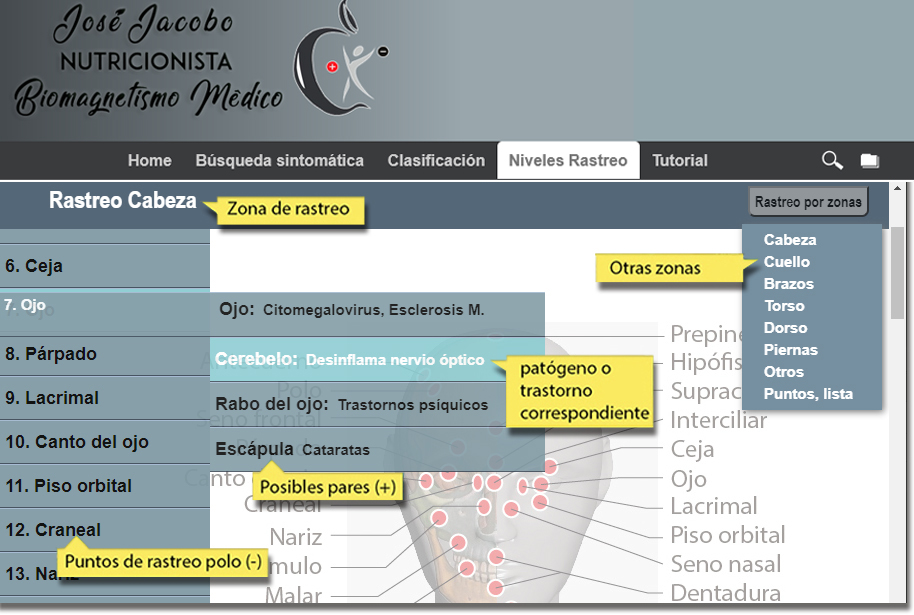 José Jacobo
NUTRICIONISTA
Biomagnetismo Médico
Home Búsqueda sintomática Clasificación Niveles Rastreo Tutorial
Rastreo Cabeza
Zona de rastreo
Rastreo por zonas
Cabeza
Cuello
Brazos
Torso
Dorso
Piernas
Otros
Puntos, lista
Otras zonas
6. Ceja
7. Ojo
8. Párpado
9. Lacrimal
10. Canto del ojo
11. Piso orbital
12. Craneal
13. Nariz
Puntos de rastreo polo (-)
Ojo: Citomegalovirus, Esclerosis M.
Cerebelo: Desinflama nervio óptico
Rabo del ojo: Trastornos psíquicos
Escápula Cataratas
patógeno o
trastorno
correspondiente
Posibles pares (+)
Polo
Seno frontal
Canto
Craneal
Nariz
mulo
Malar
Prepine
Hipófis
Suprac
Interciliar
Ceja
Ojo
Lacrimal
Piso orbital
Seno nasal
Dentadura